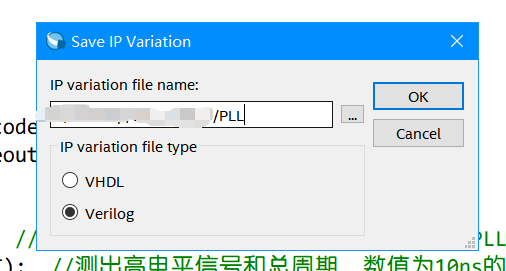 Save IP Variation
IP variation file name:
/PLL
...
OK
Cancel
code
eout
IP variation file type
VHDL
Verilog
// PLL
); //测出高电平信号和总周期，数值为10ns的